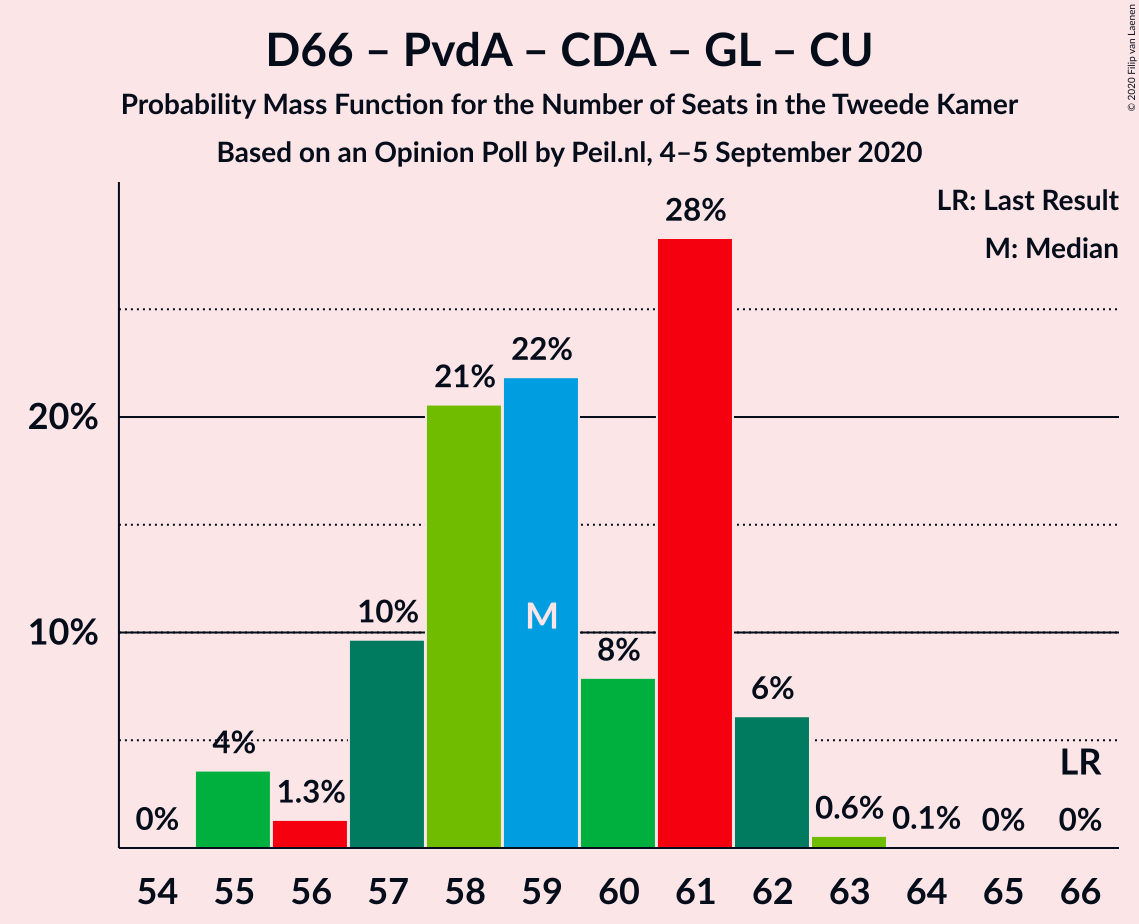 D66 – PvdA – CDA – GL – CU
Probability Mass Function for the Number of Seats in the Tweede Kamer
Based on an Opinion Poll by Peil.nl, 4–5 September 2020
© 2020 Filip van Laenen
LR: Last Result
M: Median
28%
22%
21%
20%
M
10%
10%
8%
6%
4%
LR
1.3%
0.6%
0.1%
0%
0%
0%
54 55 56 57 58 59 60 61 62 63 64 65 66